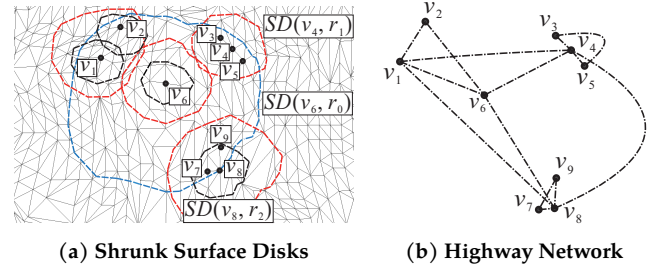 v₂
SD(v₄, r₁)
v₃
v₄
v₁
v₅
v₆
SD(v₆, r₀)
v₉
v₇
v₈
SD(v₈, r₂)
(a) Shrunk Surface Disks
v₂
v₃
v₄
v₁
v₅
v₆
v₉
v₇
v₈
(b) Highway Network